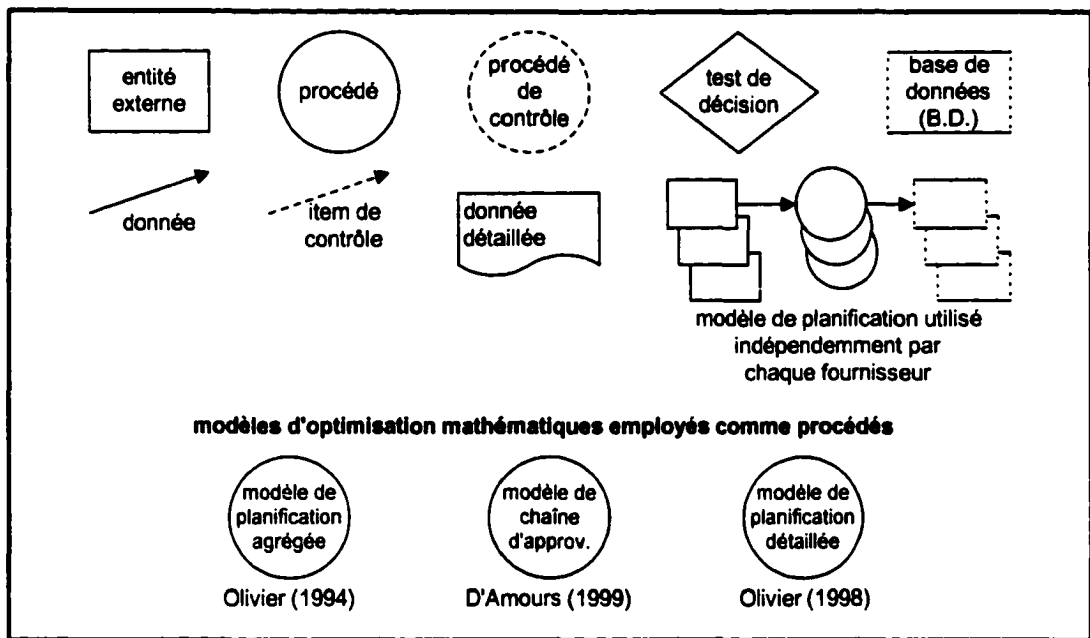 entité
externe
procédé
procédé
de
contrôle
test de
décision
base de
données
(B.D.)
donnée
item de
contrôle
donnée
détaillée
modèle de planification utilisé
indépendemment par
chaque fournisseur
modèles d'optimisation mathématiques employés comme procédés
modèle de
planification
agrégée
modèle de
chaîne
d'approv.
modèle de
planification
détaillée
Olivier (1994)
D'Amours (1999)
Olivier (1998)